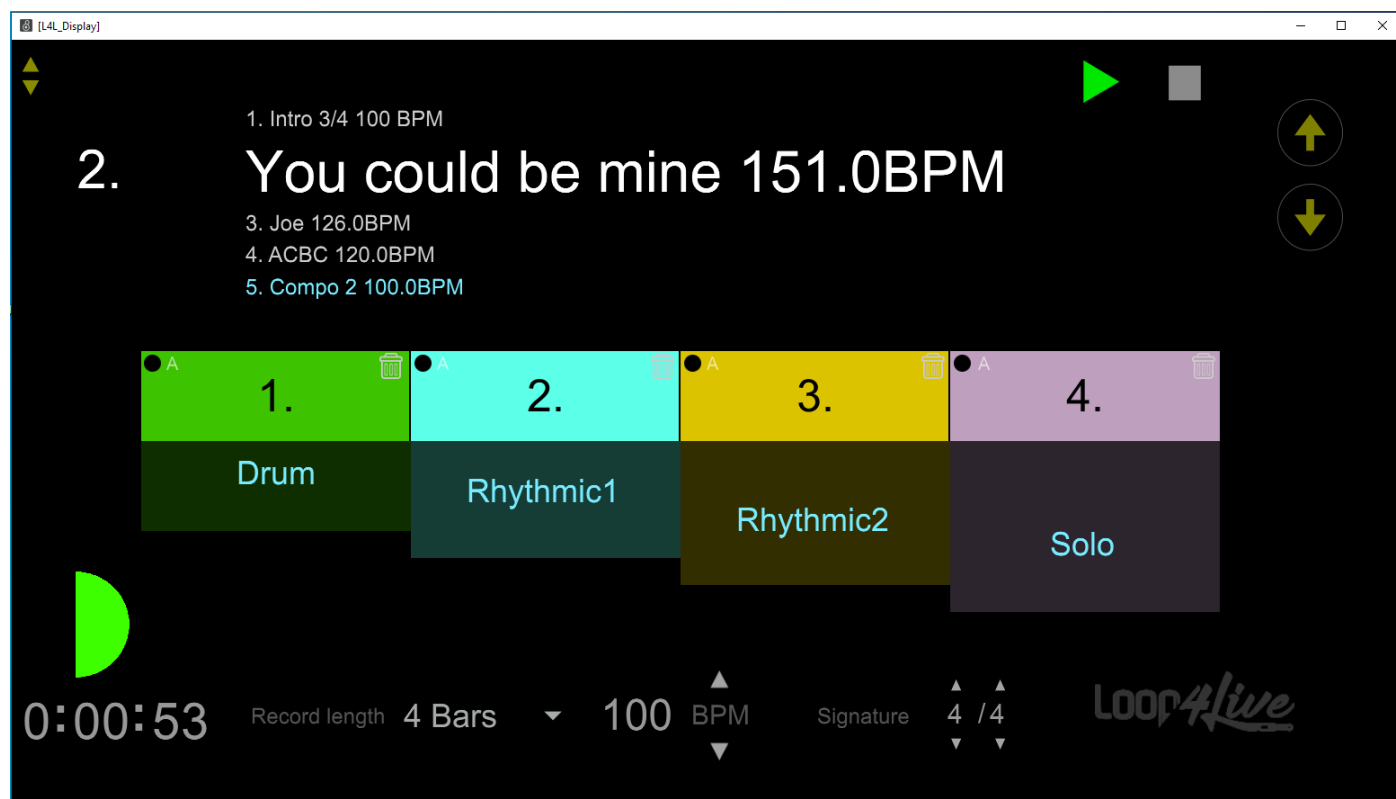 [L4L_Display]
1. Intro 3/4 100 BPM
2. You could be mine 151.0BPM
3. Joe 126.0BPM
4. ACBC 120.0BPM
5. Compo 2 100.0BPM
A A A A
1. 2. 3. 4.
Drum
Rhythmic1
Rhythmic2
Solo
0:00:53 Record length 4 Bars 100 BPM Signature 4 / 4 Loop4Live